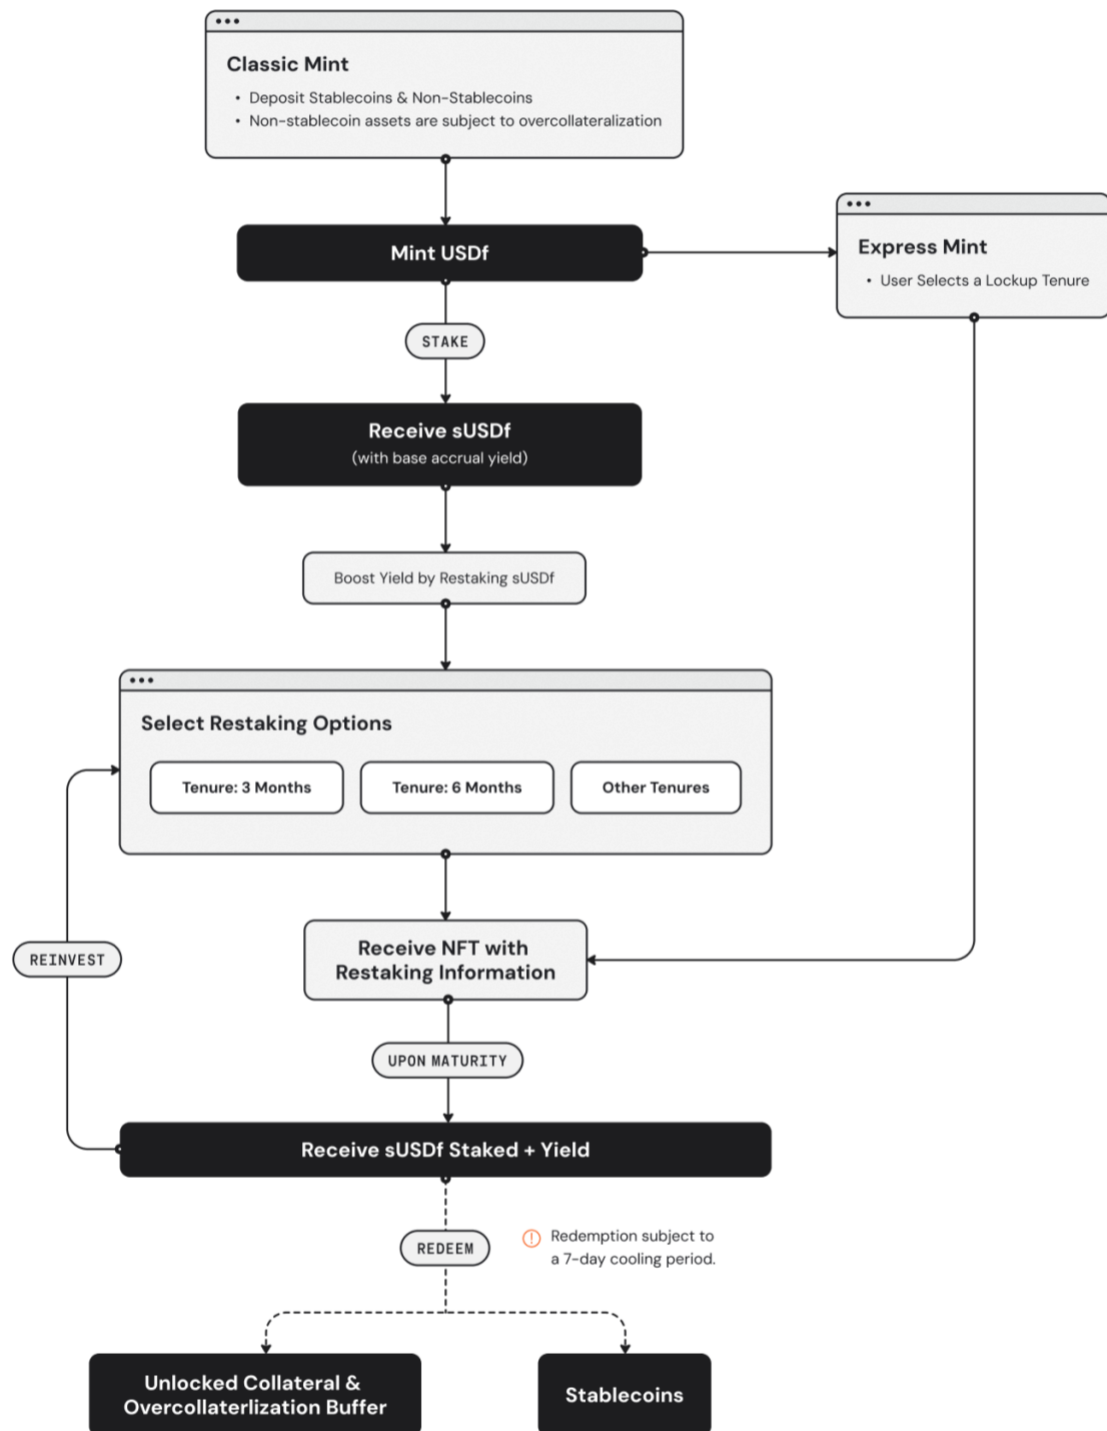 Classic Mint
• Deposit Stablecoins & Non-Stablecoins
• Non-stablecoin assets are subject to overcollateralization
Mint USDf
Express Mint
• User Selects a Lockup Tenure
STAKE
Receive sUSDf
(with base accrual yield)
Boost Yield by Restaking sUSDf
Select Restaking Options
Tenure: 3 Months
Tenure: 6 Months
Other Tenures
Receive NFT with
Restaking Information
REINVEST
UPON MATURITY
Receive sUSDf Staked + Yield
REDEEM
Redemption subject to
a 7-day cooling period.
Unlocked Collateral &
Overcollaterlization Buffer
Stablecoins